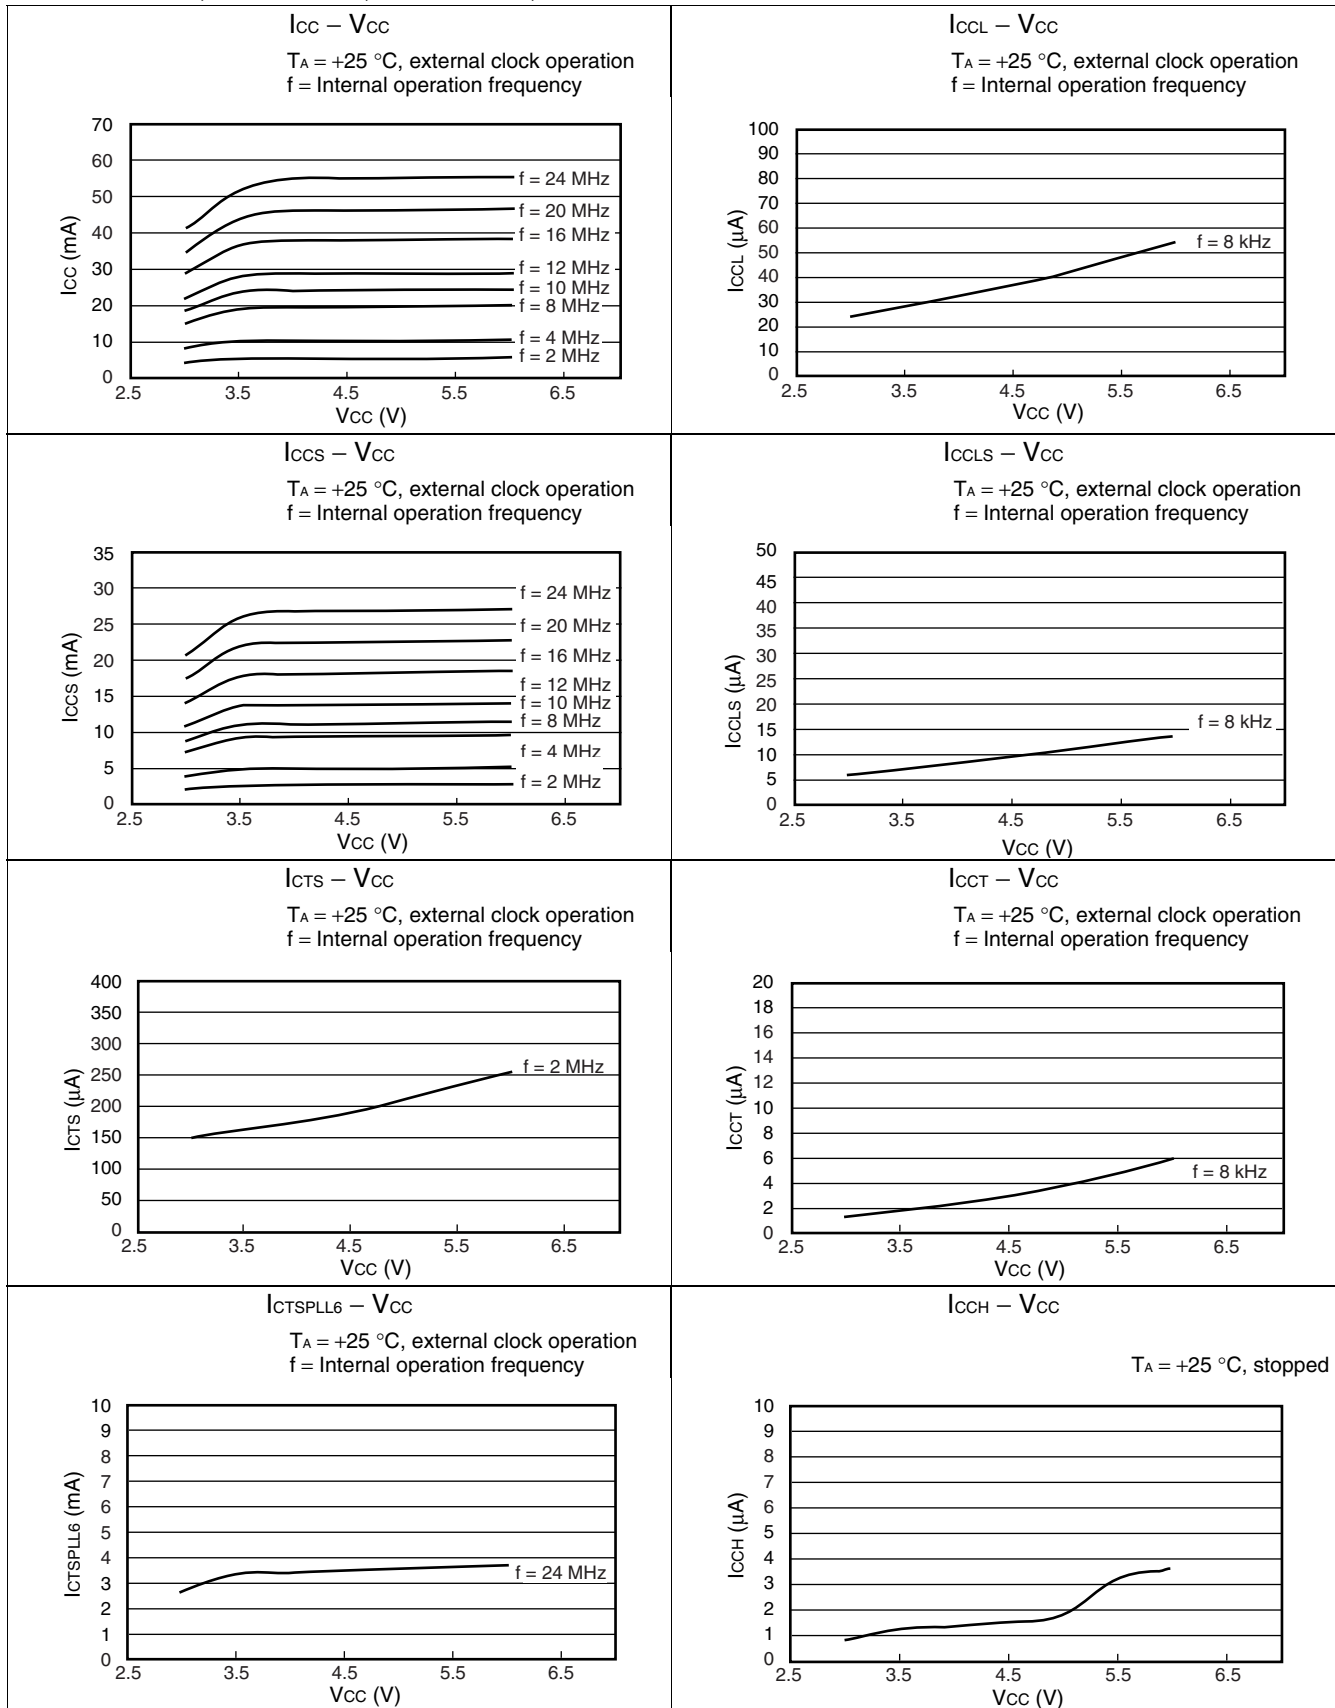 ICC – VCC
TA = +25 °C, external clock operation
f = Internal operation frequency
70
60
50
40
30
20
10
0
ICC (mA)
f = 24 MHz
f = 20 MHz
f = 16 MHz
f = 12 MHz
f = 10 MHz
f = 8 MHz
f = 4 MHz
f = 2 MHz
2.5 3.5 4.5 5.5 6.5
VCC (V)
ICCL – VCC
TA = +25 °C, external clock operation
f = Internal operation frequency
100
90
80
70
60
50
40
30
20
10
0
ICCL (µA)
f = 8 kHz
2.5 3.5 4.5 5.5 6.5
VCC (V)
ICCS – VCC
TA = +25 °C, external clock operation
f = Internal operation frequency
35
30
25
20
15
10
5
0
ICCS (mA)
f = 24 MHz
f = 20 MHz
f = 16 MHz
f = 12 MHz
f = 10 MHz
f = 8 MHz
f = 4 MHz
f = 2 MHz
2.5 3.5 4.5 5.5 6.5
VCC (V)
ICCLS – VCC
TA = +25 °C, external clock operation
f = Internal operation frequency
50
45
40
35
30
25
20
15
10
5
0
ICCLS (µA)
f = 8 kHz
2.5 3.5 4.5 5.5 6.5
VCC (V)
ICTS – VCC
TA = +25 °C, external clock operation
f = Internal operation frequency
400
350
300
250
200
150
100
50
0
ICTS (µA)
f = 2 MHz
2.5 3.5 4.5 5.5 6.5
VCC (V)
ICCT – VCC
TA = +25 °C, external clock operation
f = Internal operation frequency
20
18
16
14
12
10
8
6
4
2
0
ICCT (µA)
f = 8 kHz
2.5 3.5 4.5 5.5 6.5
VCC (V)
ICTSPLL6 – VCC
TA = +25 °C, external clock operation
f = Internal operation frequency
10
9
8
7
6
5
4
3
2
1
0
ICTSPLL6 (mA)
f = 24 MHz
2.5 3.5 4.5 5.5 6.5
VCC (V)
ICCH – VCC
TA = +25 °C, stopped
10
9
8
7
6
5
4
3
2
1
0
ICCH (µA)
2.5 3.5 4.5 5.5 6.5
VCC (V)